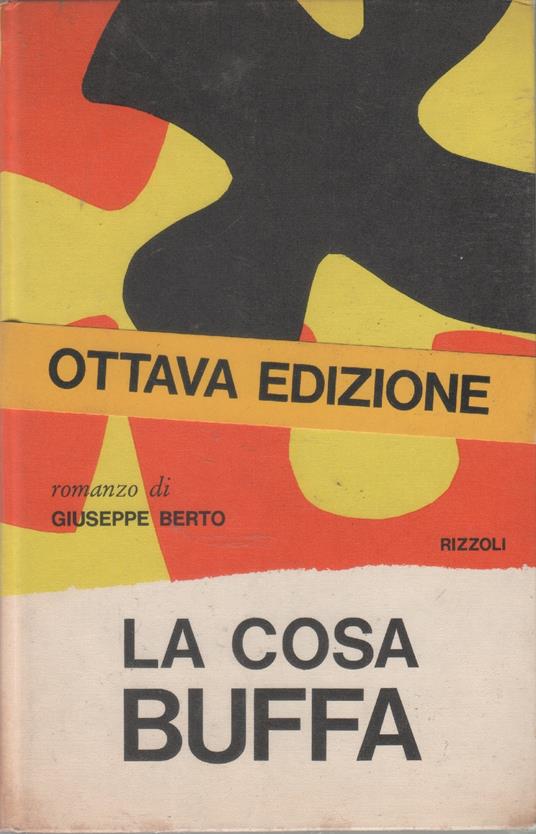 OTTAVA EDIZIONE
romanzo di
GIUSEPPE BERTO
RIZZOLI
LA COSA
BUFFA